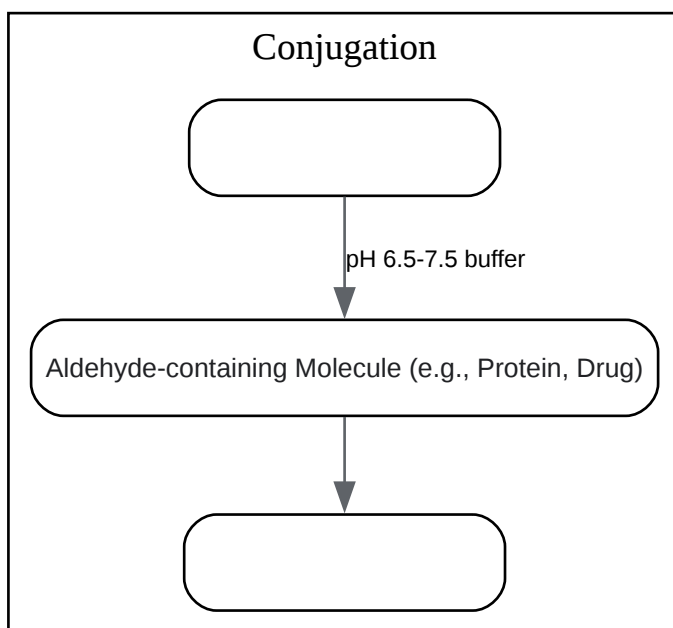 Conjugation
pH 6.5-7.5 buffer
Aldehyde-containing Molecule (e.g., Protein, Drug)